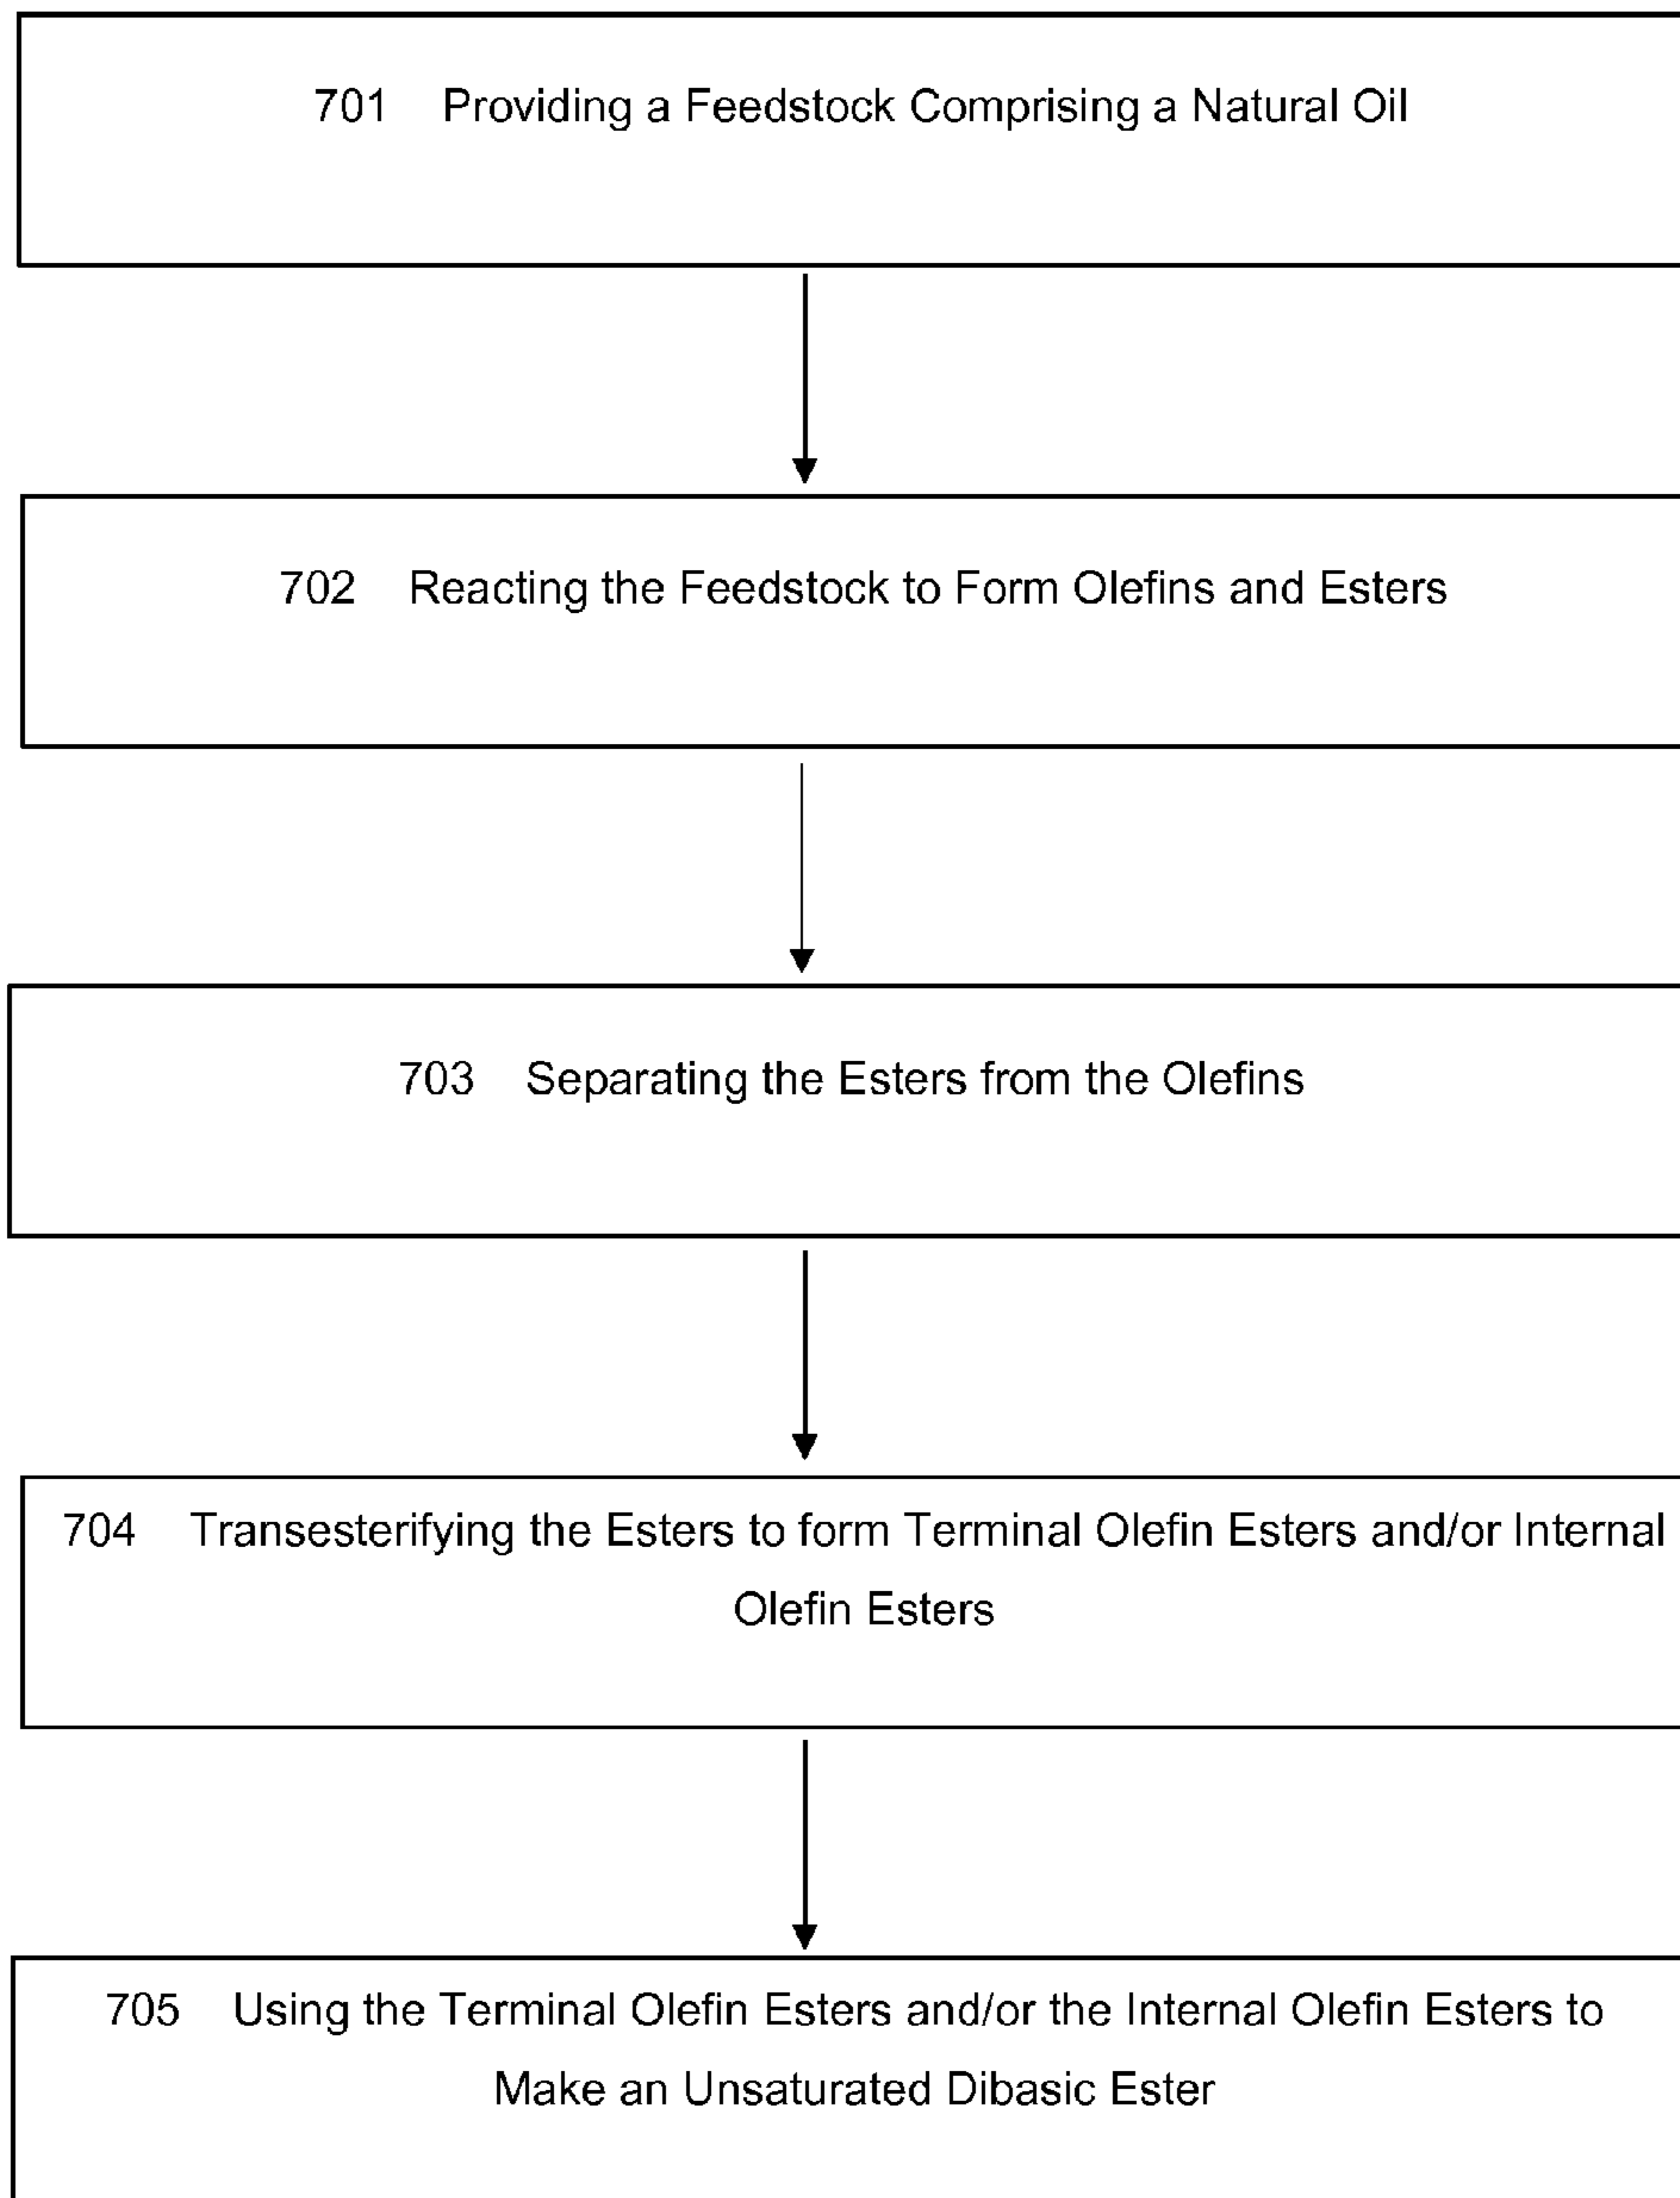 701 Providing a Feedstock Comprising a Natural Oil
702 Reacting the Feedstock to Form Olefins and Esters
703 Separating the Esters from the Olefins
704 Transesterifying the Esters to form Terminal Olefin Esters and/or Internal
Olefin Esters
705 Using the Terminal Olefin Esters and/or the Internal Olefin Esters to
Make an Unsaturated Dibasic Ester